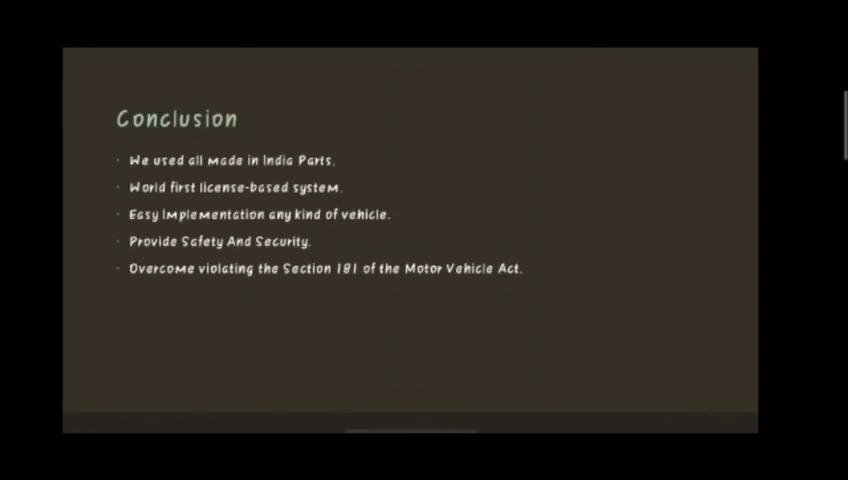 Conclusion
· We used all made in India Parts.
· World first license-based system.
· Easy Implementation any kind of vehicle.
· Provide Safety And Security.
· Overcome violating the Section 181 of the Motor Vehicle Act.